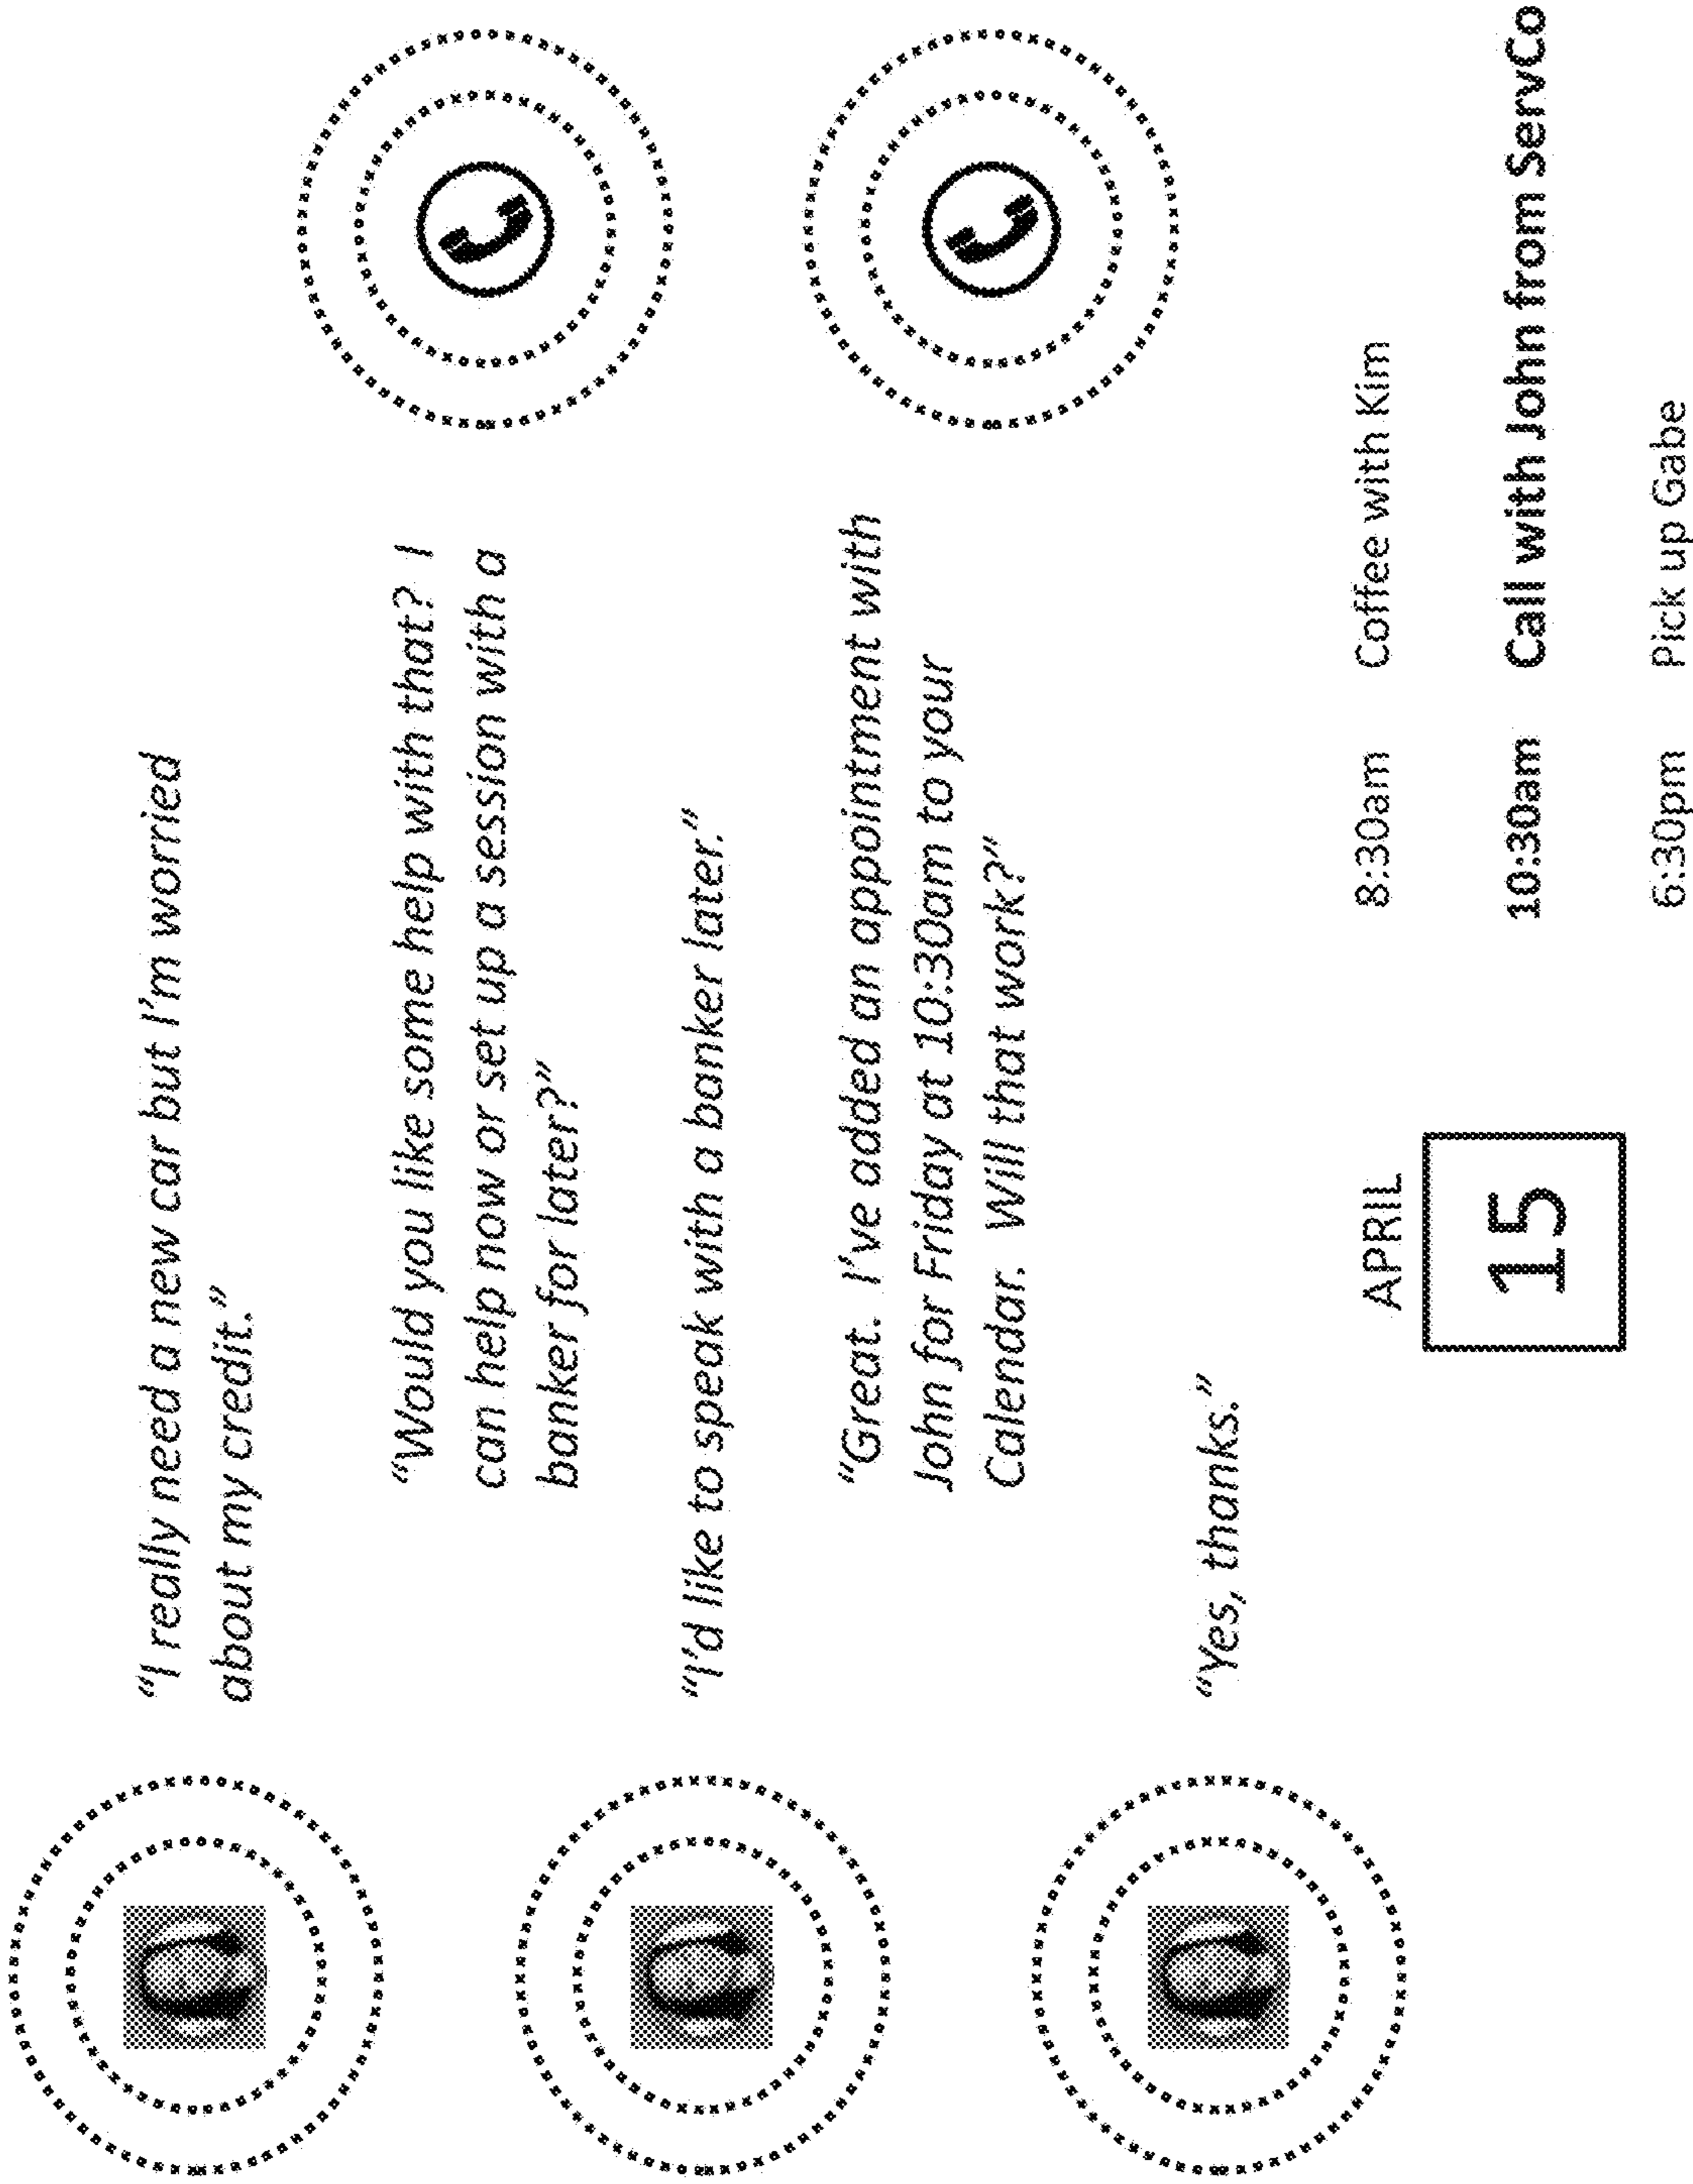 “I really need a new car but I’m worried
about my credit.”
“Would you like some help with that?  I
can help now or set up a session with a
banker for later?”
“I’d like to speak with a banker later.”
“Great.  I’ve added an appointment with
John for Friday at 10:30am to your
Calendar.  Will that work?”
“Yes, thanks.”
APRIL
15
8:30am Coffee with Kim
10:30am Call with John from ServCo
6:30pm Pick up Gabe